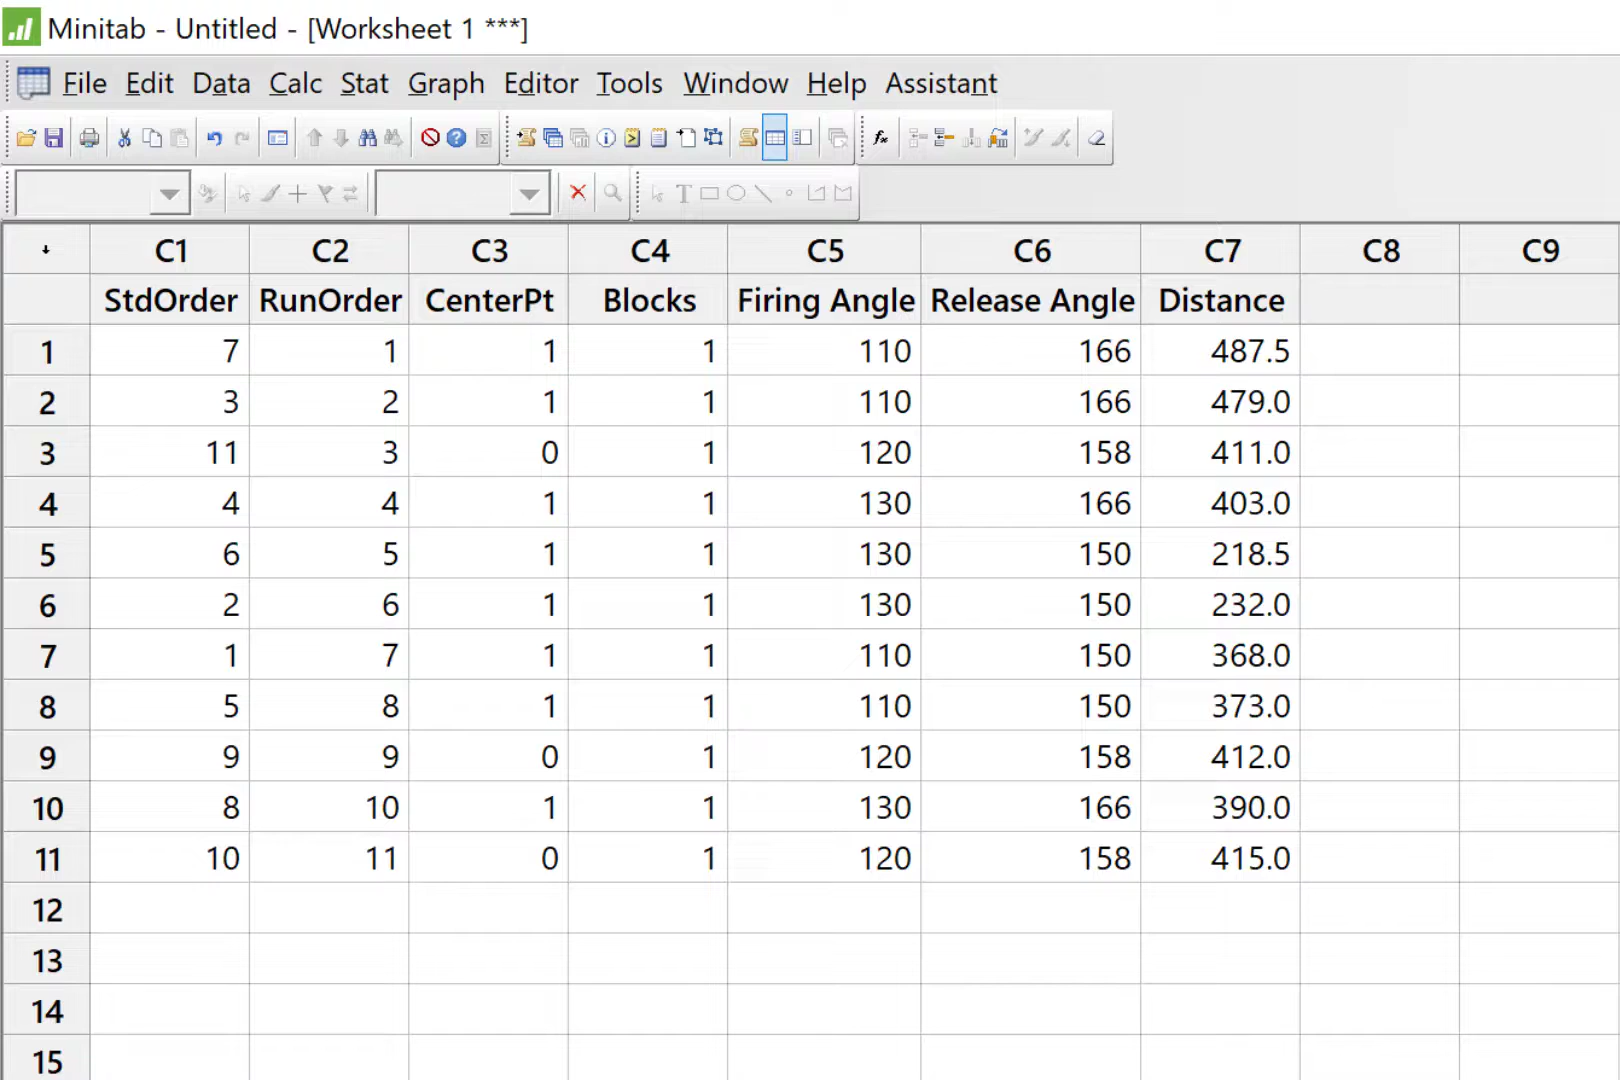 Minitab - Untitled - [Worksheet 1 ***]
File Edit Data Calc Stat Graph Editor Tools Window Help Assistant
C1 C2 C3 C4 C5 C6 C7 C8 C9
StdOrder RunOrder CenterPt Blocks Firing Angle Release Angle Distance
1 7 1 1 1 110 166 487.5
2 3 2 1 1 110 166 479.0
3 11 3 0 1 120 158 411.0
4 4 4 1 1 130 166 403.0
5 6 5 1 1 130 150 218.5
6 2 6 1 1 130 150 232.0
7 1 7 1 1 110 150 368.0
8 5 8 1 1 110 150 373.0
9 9 9 0 1 120 158 412.0
10 8 10 1 1 130 166 390.0
11 10 11 0 1 120 158 415.0
12
13
14
15